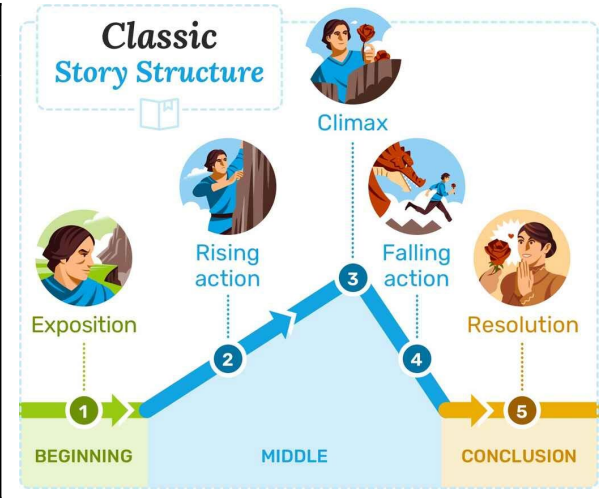 Classic
Story Structure
Climax
Rising
action
Falling
action
Exposition
Resolution
3
2
4
1
5
BEGINNING
MIDDLE
CONCLUSION